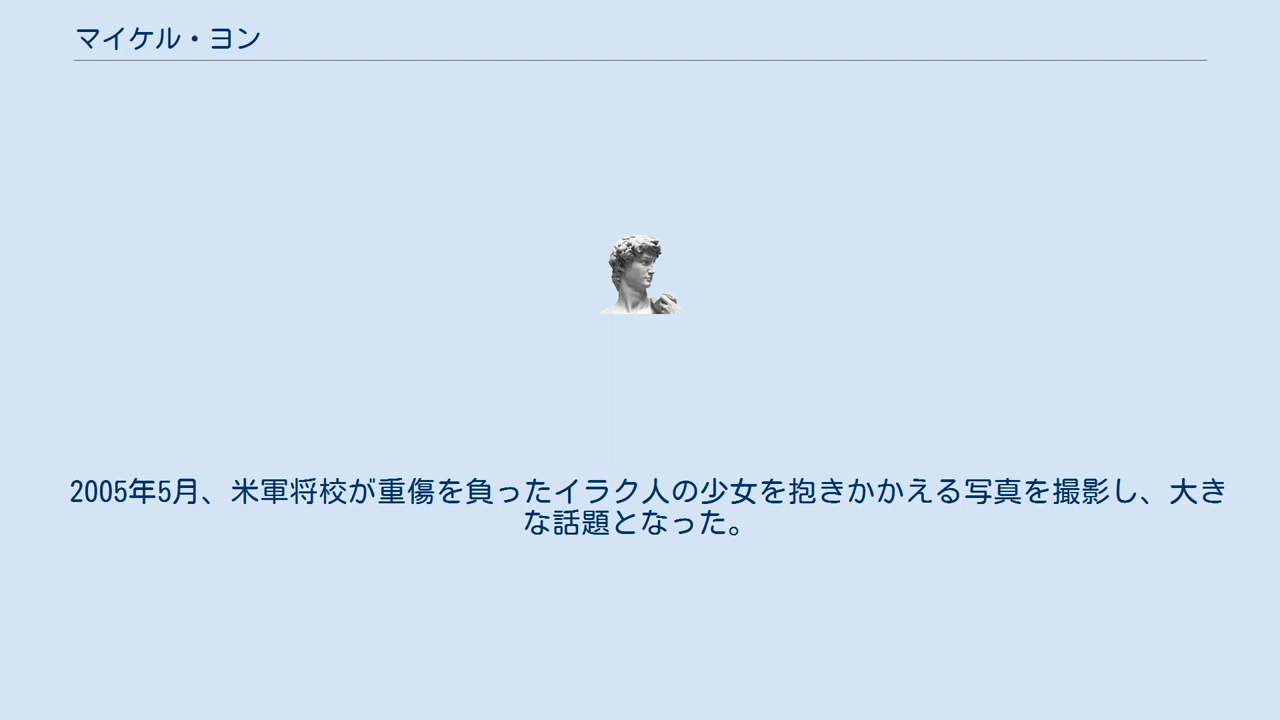 マイケル・ヨン
2005年5月、米軍将校が重傷を負ったイラク人の少女を抱きかかえる写真を撮影し、大き
な話題となった。